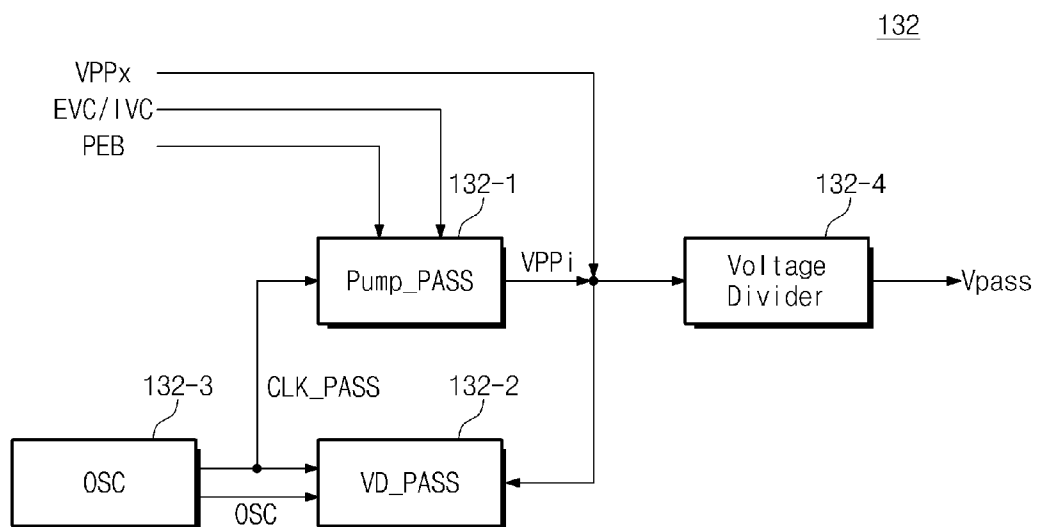 132
VPPx
EVC/IVC
PEB
132-1
132-4
Pump_PASS
VPPi
Voltage
Divider
Vpass
132-3
CLK_PASS
132-2
OSC
VD_PASS
OSC